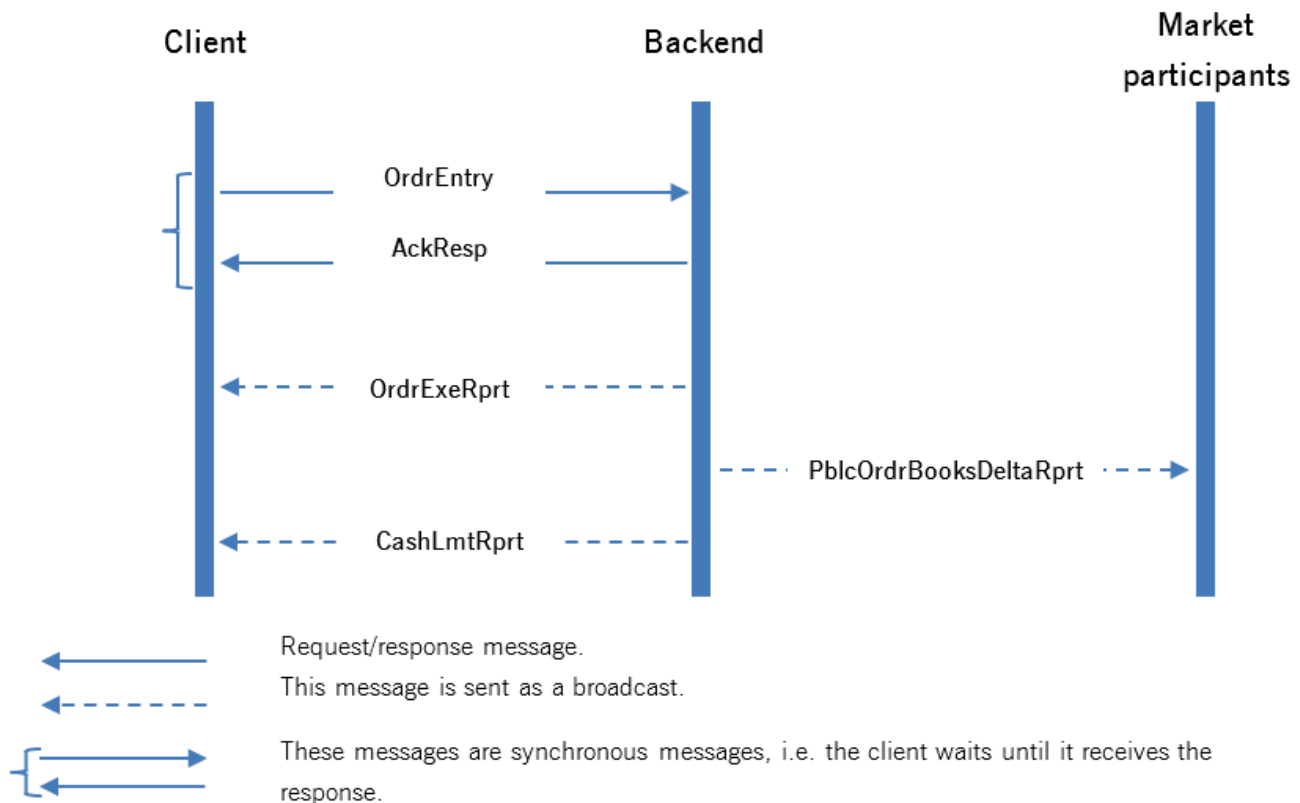 Client
Backend
Market
participants
OrdrEntry
AckResp
OrdrExeRprt
PblcOrdrBooksDeltaRprt
CashLmtRprt
Request/response message.
This message is sent as a broadcast.
These messages are synchronous messages, i.e. the client waits until it receives the
response.